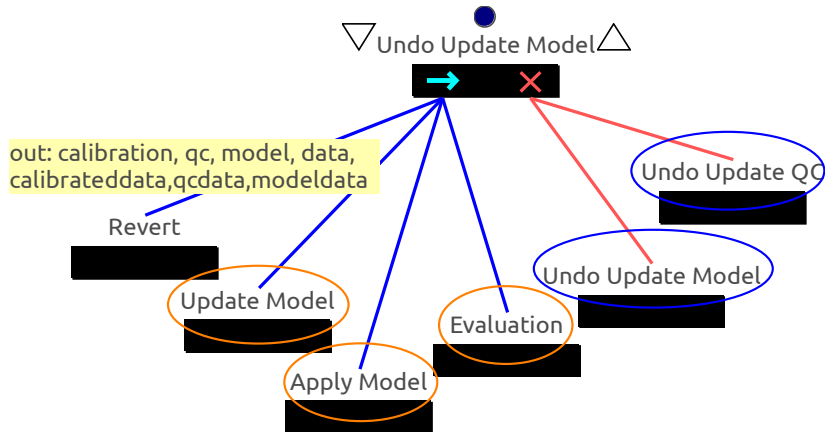 Undo Update Model
out: calibration, qc, model, data,
calibrateddata,qcdata,modeldata
Undo Update QC
Revert
Undo Update Model
Update Model
Evaluation
Apply Model